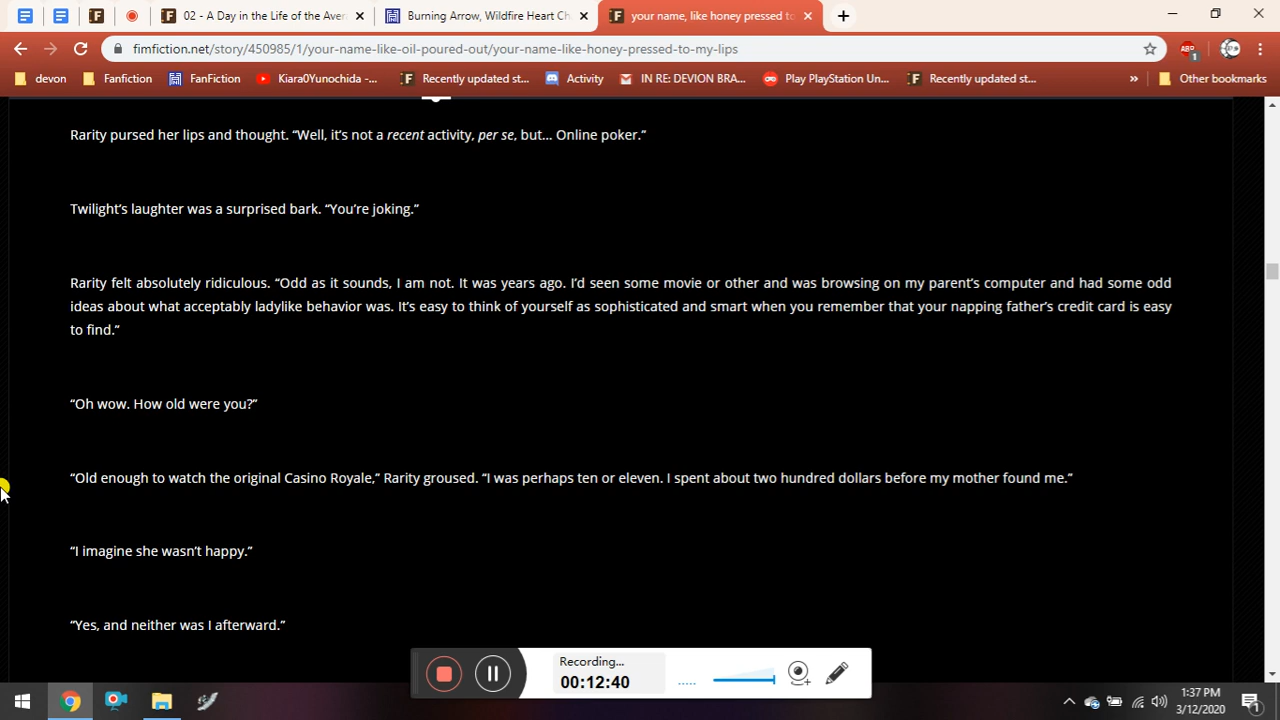 02 - A Day in the Life of the Aver
Burning Arrow, Wildfire Heart Ch
your name, like honey pressed to
fimfiction.net/story/450985/1/your-name-like-oil-poured-out/your-name-like-honey-pressed-to-my-lips
ABP
1
devon
Fanfiction
FanFiction
Kiara0Yunochida -...
Recently updated st...
Activity
IN RE: DEVION BRA...
Play PlayStation Un...
Recently updated st...
»
Other bookmarks
Rarity pursed her lips and thought. “Well, it’s not a recent activity, per se, but... Online poker.”
Twilight’s laughter was a surprised bark. “You’re joking.”
Rarity felt absolutely ridiculous. “Odd as it sounds, I am not. It was years ago. I’d seen some movie or other and was browsing on my parent’s computer and had some odd
ideas about what acceptably ladylike behavior was. It’s easy to think of yourself as sophisticated and smart when you remember that your napping father’s credit card is easy
to find.”
“Oh wow. How old were you?”
“Old enough to watch the original Casino Royale,” Rarity groused. “I was perhaps ten or eleven. I spent about two hundred dollars before my mother found me.”
“I imagine she wasn’t happy.”
“Yes, and neither was I afterward.”
Recording...
00:12:40
1:37 PM
3/12/2020
1